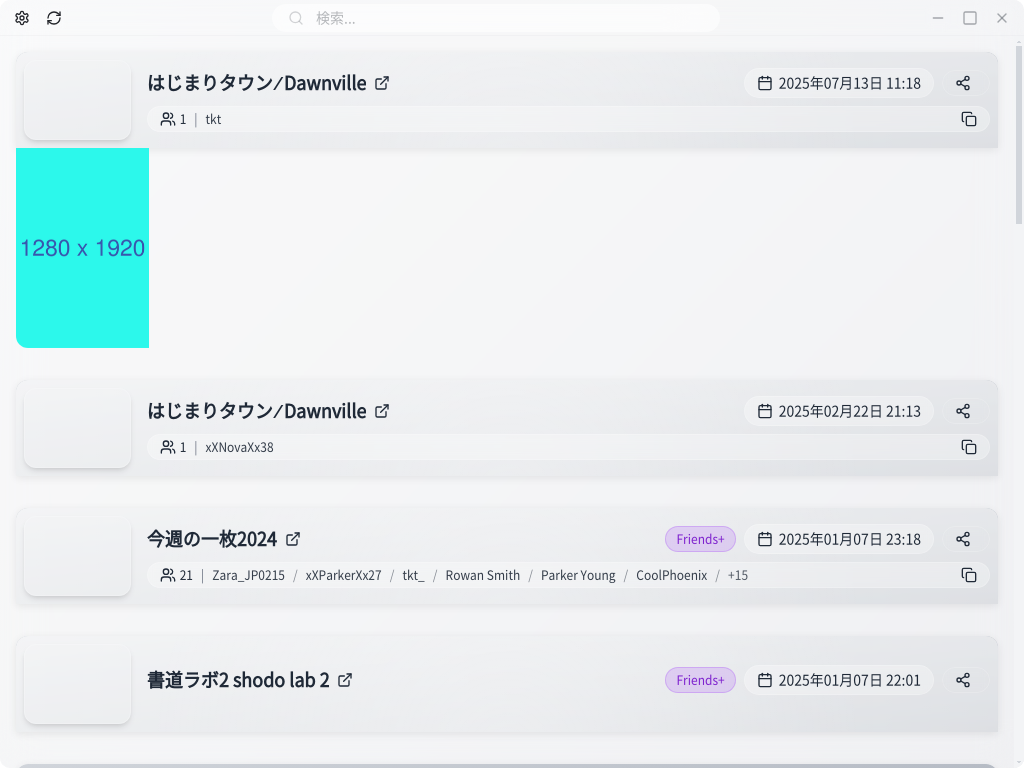 検索...
はじまりタウン⁄Dawnville
2025年07月13日 11:18
1 | tkt
1280 x 1920
はじまりタウン⁄Dawnville
2025年02月22日 21:13
1 | xXNovaXx38
今週の一枚2024
Friends+
2025年01月07日 23:18
21 | Zara_JP0215 / xXParkerXx27 / tkt_ / Rowan Smith / Parker Young / CoolPhoenix / +15
書道ラボ2 shodo lab 2
Friends+
2025年01月07日 22:01